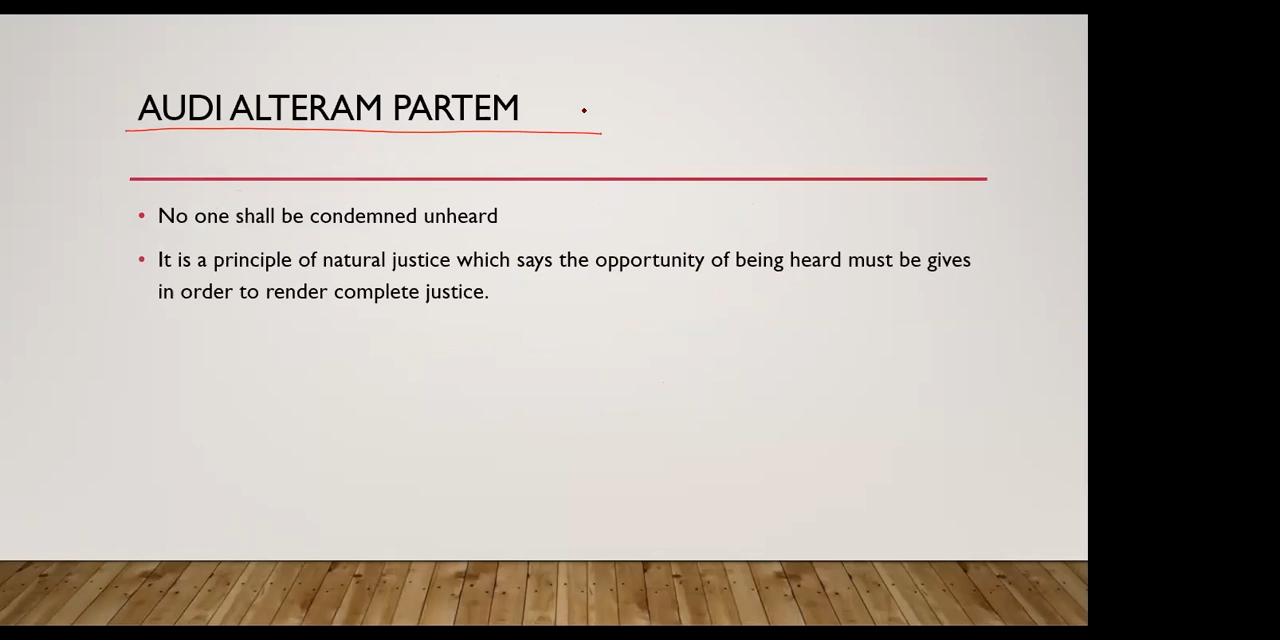 AUDI ALTERAM PARTEM
• No one shall be condemned unheard
• It is a principle of natural justice which says the opportunity of being heard must be gives
in order to render complete justice.